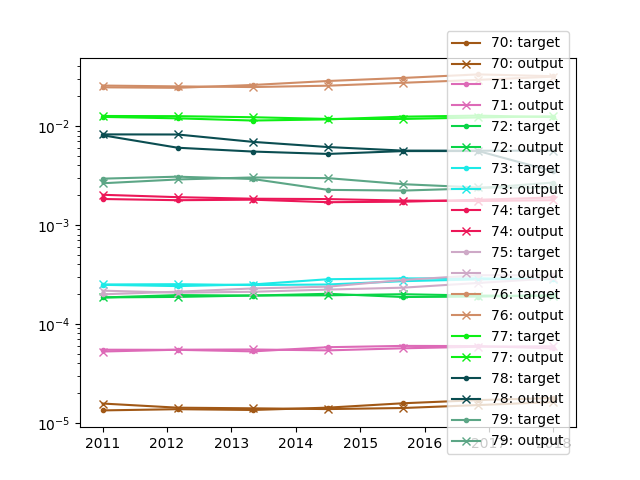 10⁻²
10⁻³
10⁻⁴
10⁻⁵
2011
2012
2013
2014
2015
2016
2017
2018
70: target
70: output
71: target
71: output
72: target
72: output
73: target
73: output
74: target
74: output
75: target
75: output
76: target
76: output
77: target
77: output
78: target
78: output
79: target
79: output